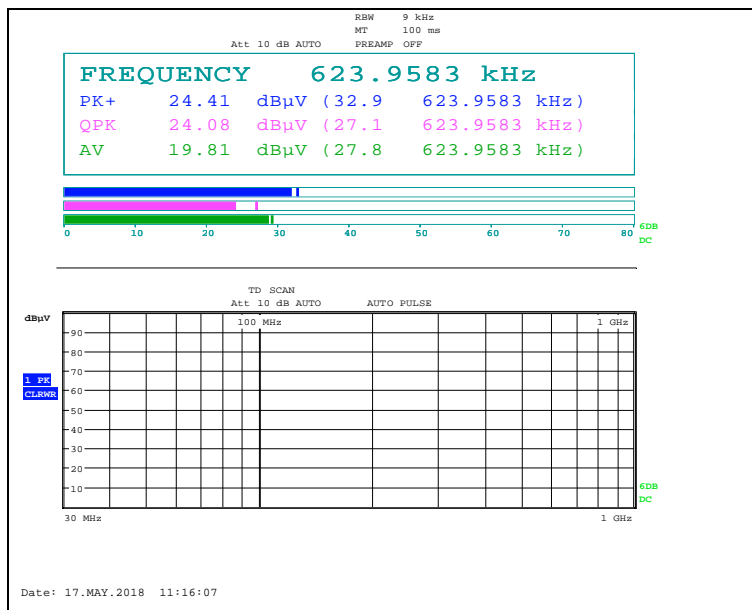 RBW 9 kHz
MT 100 ms
Att 10 dB AUTO PREAMP OFF
FREQUENCY 623.9583 kHz
PK+ 24.41 dBµV (32.9 623.9583 kHz)
QPK 24.08 dBµV (27.1 623.9583 kHz)
AV 19.81 dBµV (27.8 623.9583 kHz)
0 10 20 30 40 50 60 70 80
6DB
DC
TD SCAN
Att 10 dB AUTO AUTO PULSE
dBµV
100 MHz 1 GHz
90
80
70
1 PK
CLRWR
60
50
40
30
20
10
6DB
DC
30 MHz 1 GHz
Date: 17.MAY.2018 11:16:07